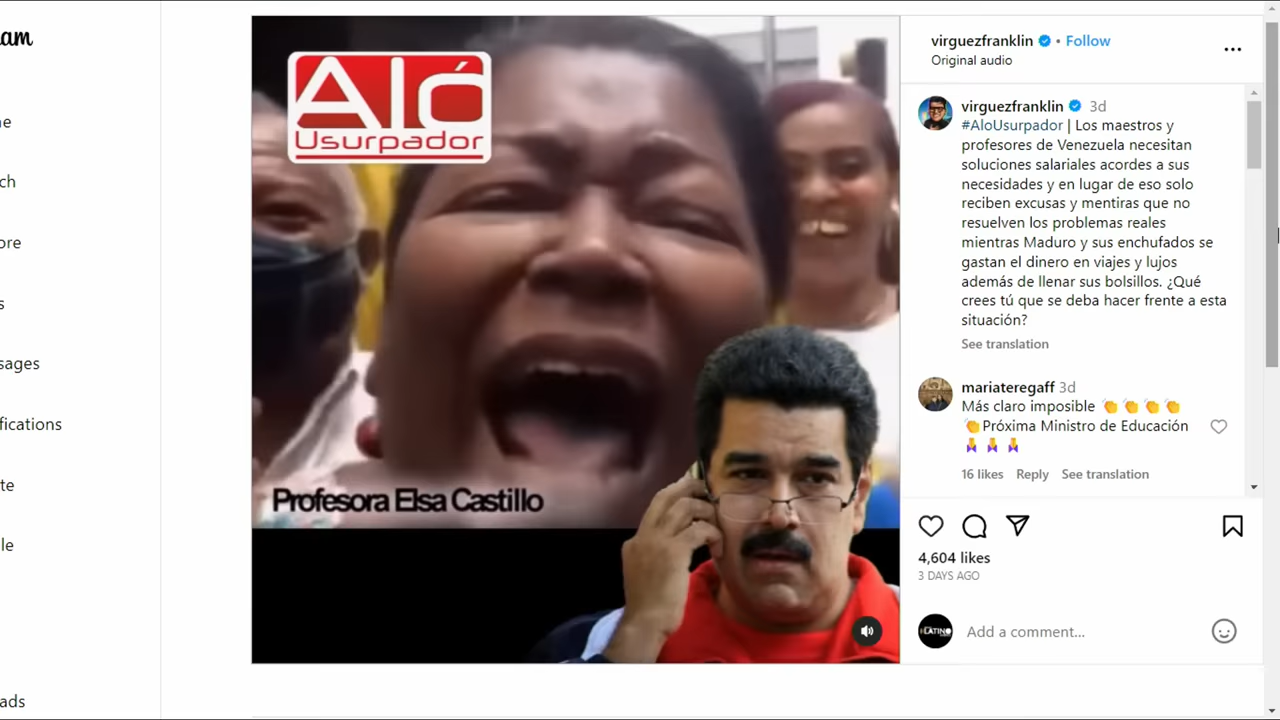 am
ne
ch
ore
s
sages
fications
te
le
ads
Aló
Usurpador
Profesora Elsa Castillo
virguezfranklin • Follow
Original audio
virguezfranklin 3d
#AloUsurpador | Los maestros y
profesores de Venezuela necesitan
soluciones salariales acordes a sus
necesidades y en lugar de eso solo
reciben excusas y mentiras que no
resuelven los problemas reales
mientras Maduro y sus enchufados se
gastan el dinero en viajes y lujos
además de llenar sus bolsillos. ¿Qué
crees tú que se deba hacer frente a esta
situación?
See translation
mariateregaff 3d
Más claro imposible 👏 👏 👏 👏
👏Próxima Ministro de Educación
🧘‍♀️ 🧘‍♀️ 🧘‍♀️
16 likes Reply See translation
4,604 likes
3 DAYS AGO
LATINO
Add a comment...